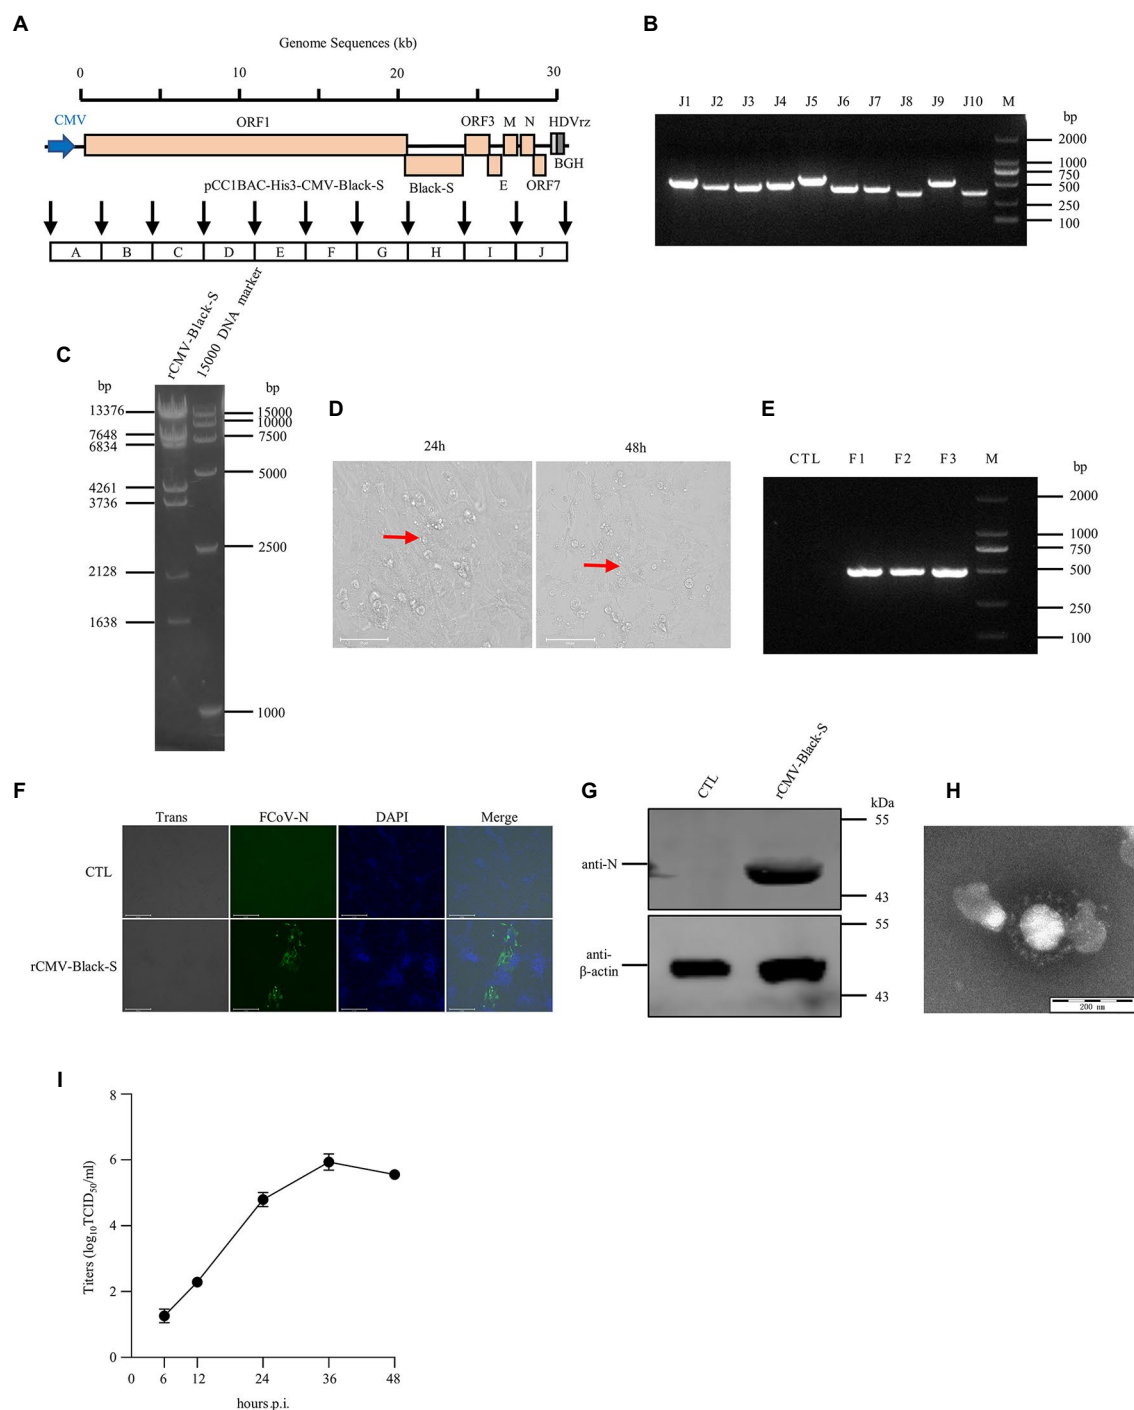 A
Genome Sequences (kb)
0 10 20 30
CMV ORF1 ORF3 M N HDVrz
BGH
pCC1BAC-His3-CMV-Black-S Black-S E ORF7
A B C D E F G H I J
B
J1 J2 J3 J4 J5 J6 J7 J8 J9 J10 M
bp
2000
1000
750
500
250
100
C
rCMV-Black-S
15000 DNA marker
bp
13376
7648
6834
4261
3736
2128
1638
bp
15000
10000
7500
5000
2500
1000
D
24h 48h
E
CTL F1 F2 F3 M
bp
2000
1000
750
500
250
100
F
Trans FCoV-N DAPI Merge
CTL
rCMV-Black-S
G
CTL
rCMV-Black-S
kDa
55
anti-N
43
55
anti-
β-actin
43
H
200 nm
I
Titers (log10TCID50/ml)
8
6
4
2
0
0 6 12 24 36 48
hours.p.i.